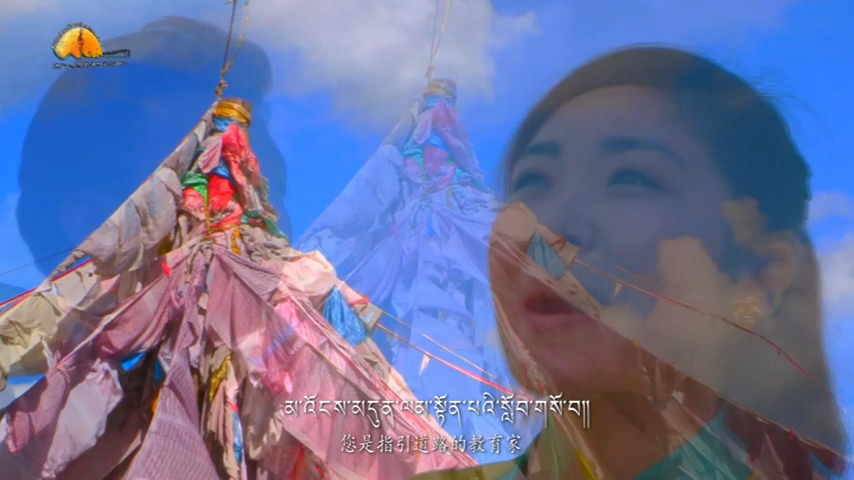 མ་འོངས་མདུན་ལམ་སྟོན་པའི་སློབ་གསོ་བ།།
您是指引道路的教育家